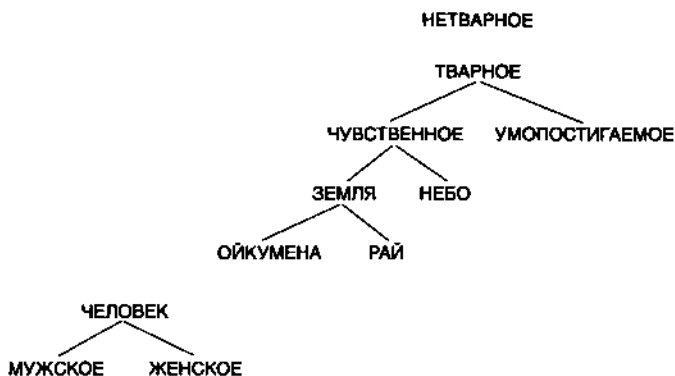 НЕТВАРНОЕ
ТВАРНОЕ
ЧУВСТВЕННОЕ УМОПОСТИГАЕМОЕ
ЗЕМЛЯ НЕБО
ОЙКУМЕНА РАЙ
ЧЕЛОВЕК
МУЖСКОЕ ЖЕНСКОЕ